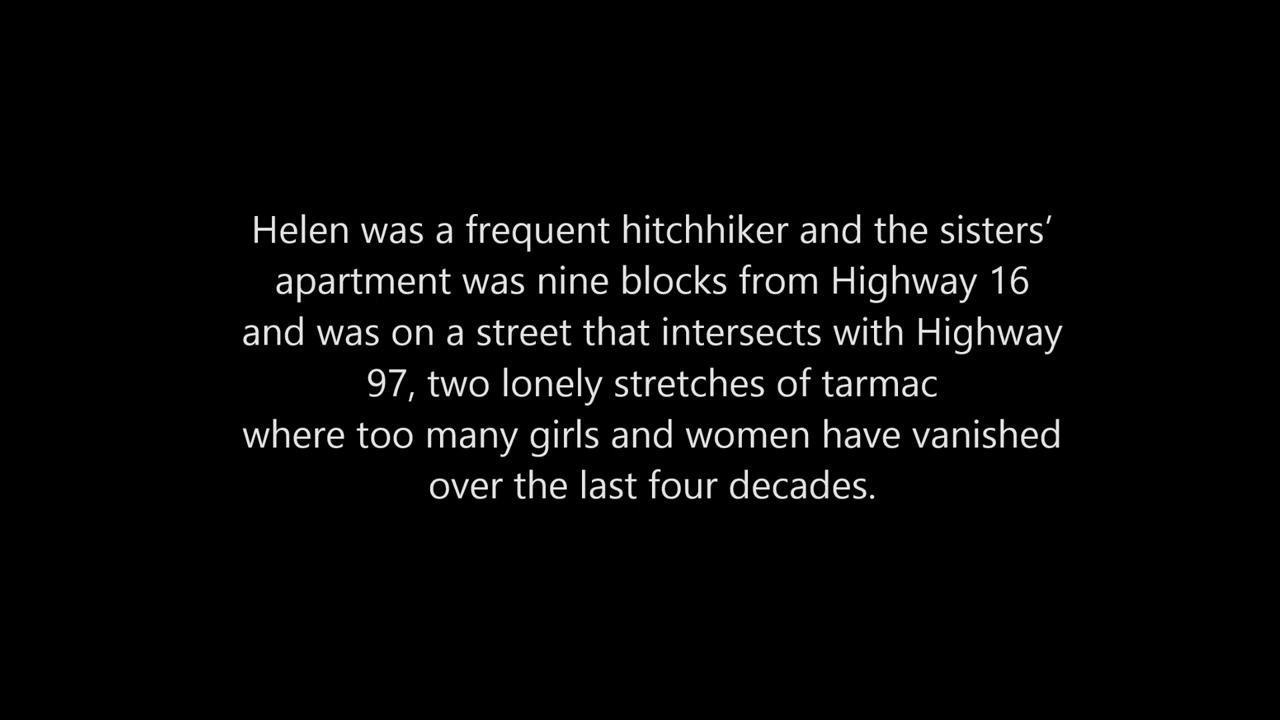 Helen was a frequent hitchhiker and the sisters’
apartment was nine blocks from Highway 16
and was on a street that intersects with Highway
97, two lonely stretches of tarmac
where too many girls and women have vanished
over the last four decades.